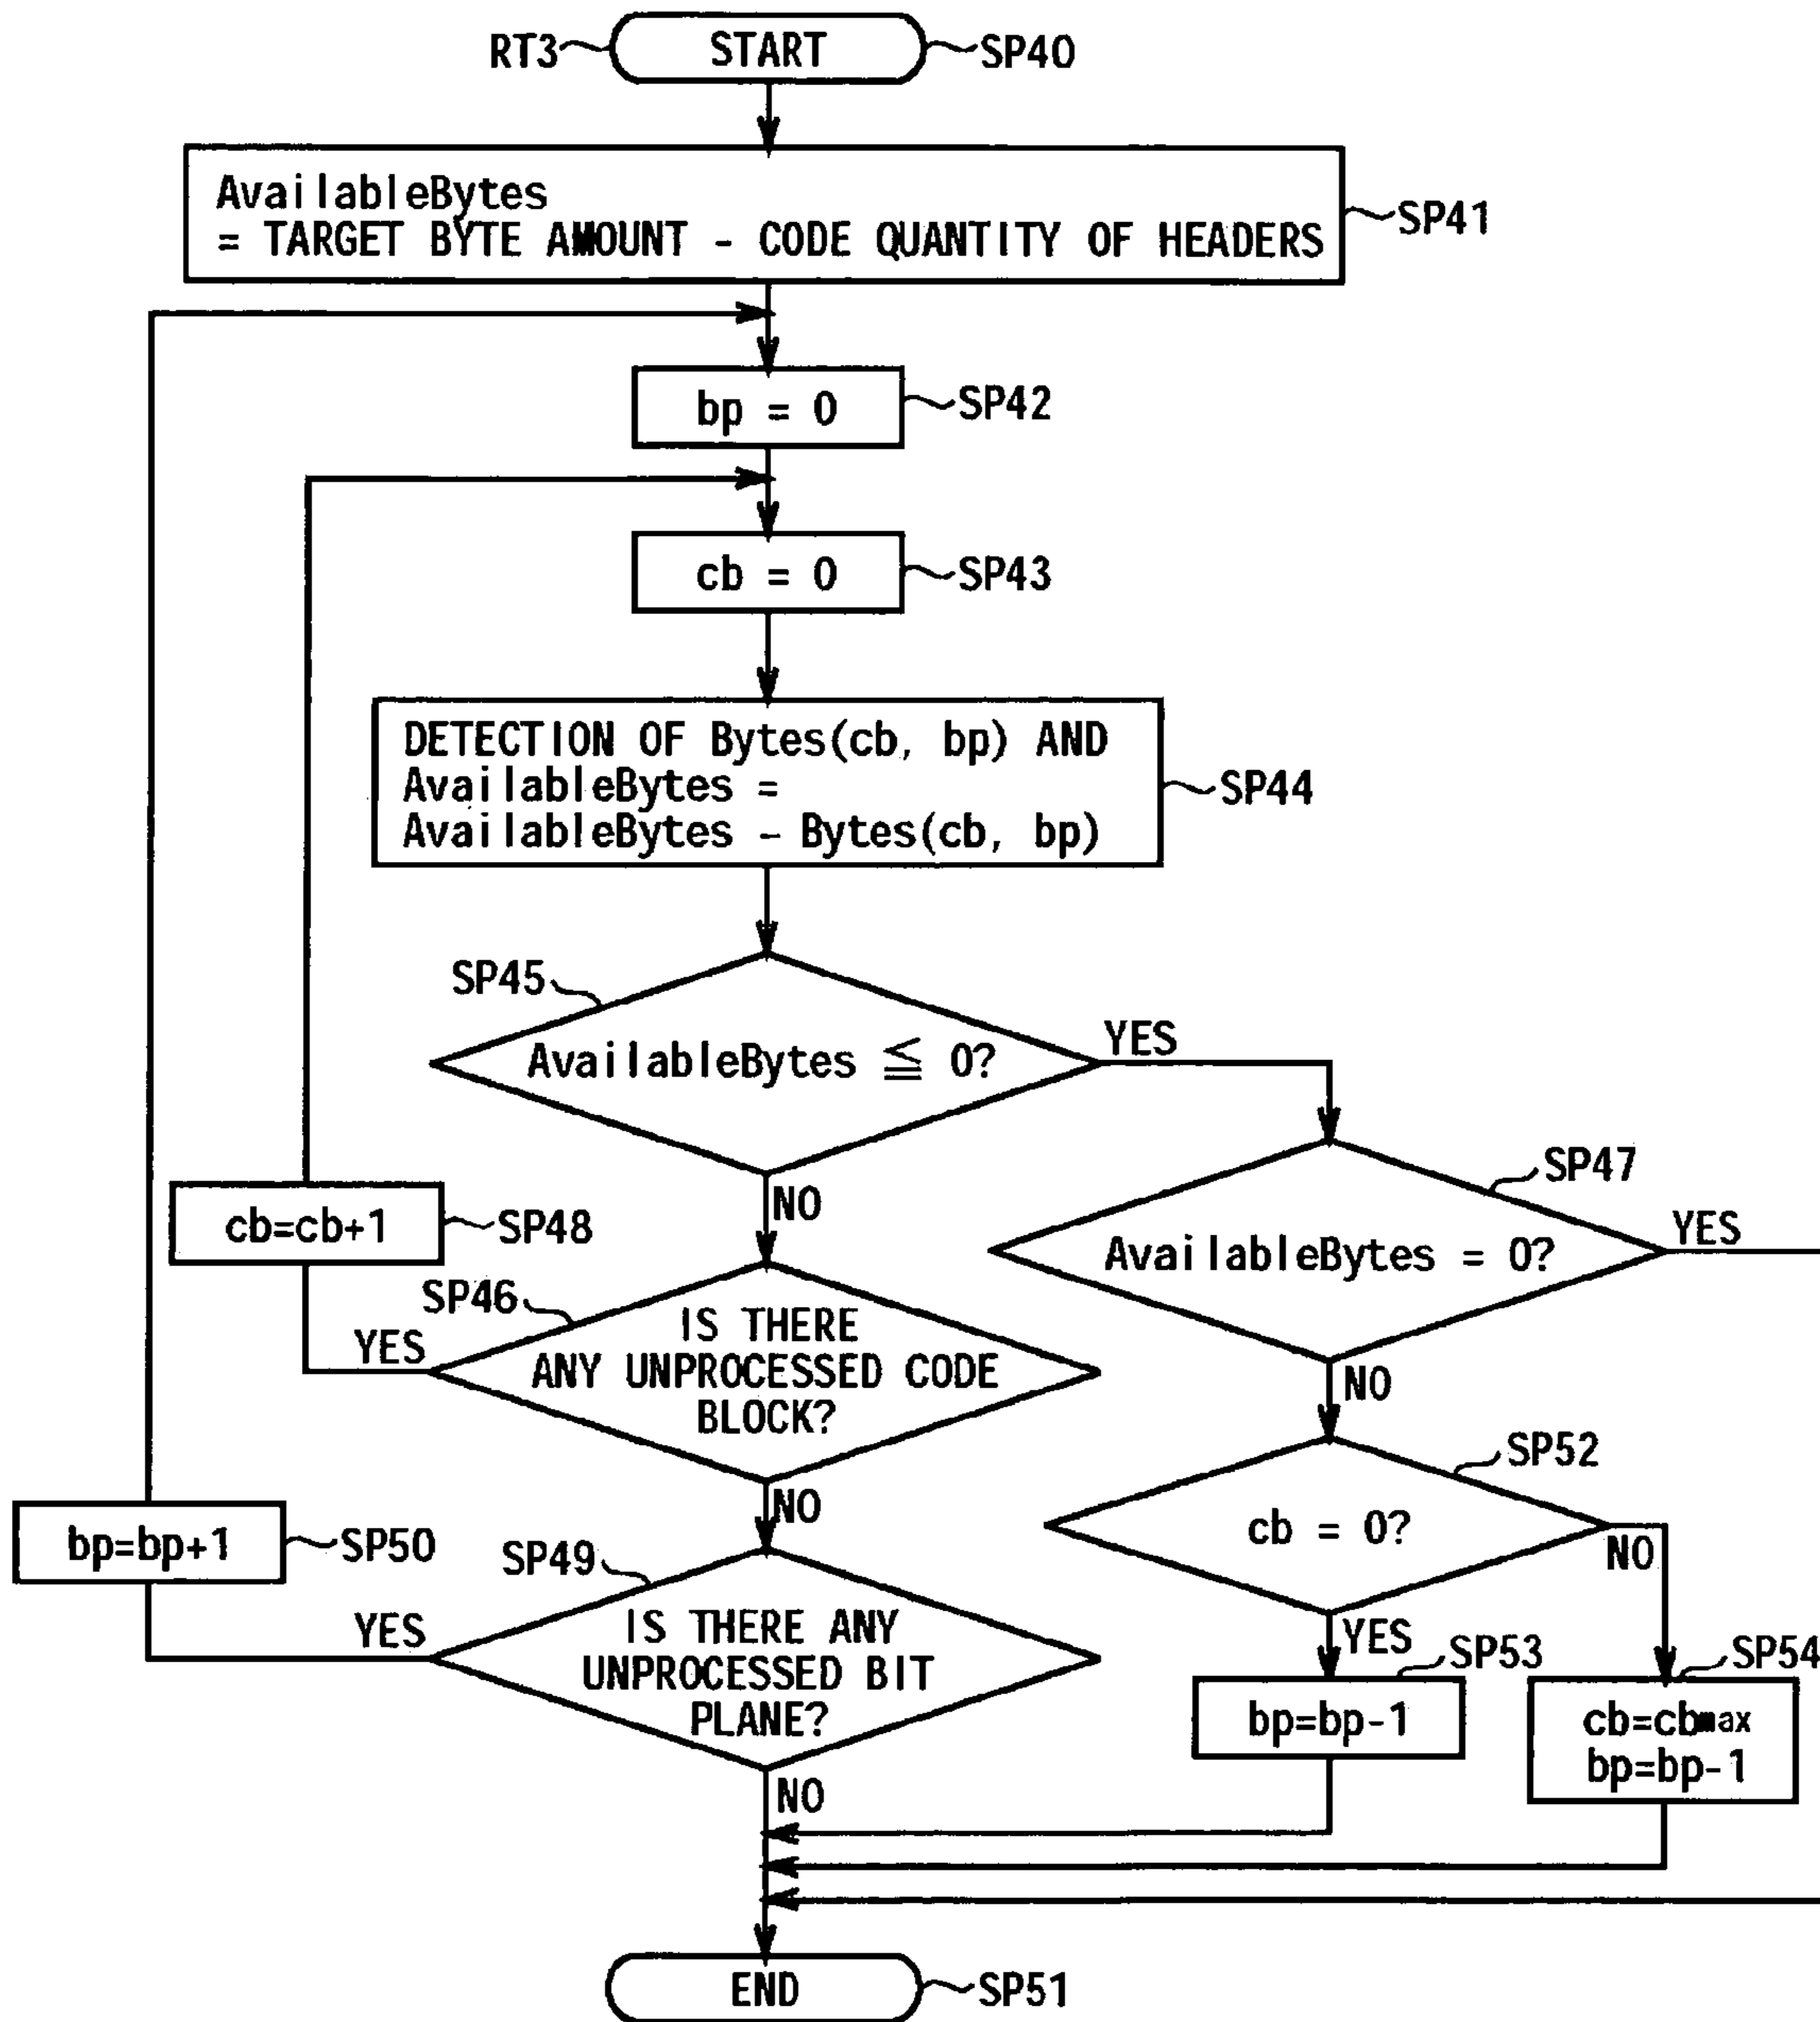 RT3 START SP40
AvailableBytes
= TARGET BYTE AMOUNT - CODE QUANTITY OF HEADERS
SP41
bp = 0 SP42
cb = 0 SP43
DETECTION OF Bytes(cb, bp) AND
AvailableBytes =
AvailableBytes - Bytes(cb, bp)
SP44
SP45
AvailableBytes ≦ 0?
YES
NO
SP47
AvailableBytes = 0?
YES
NO
cb=cb+1 SP48
SP46
IS THERE
ANY UNPROCESSED CODE
BLOCK?
YES
NO
SP52
cb = 0?
NO
YES
bp=bp+1 SP50
SP49
IS THERE ANY
UNPROCESSED BIT
PLANE?
YES
NO
SP53
bp=bp-1
SP54
cb=cbmax
bp=bp-1
END SP51